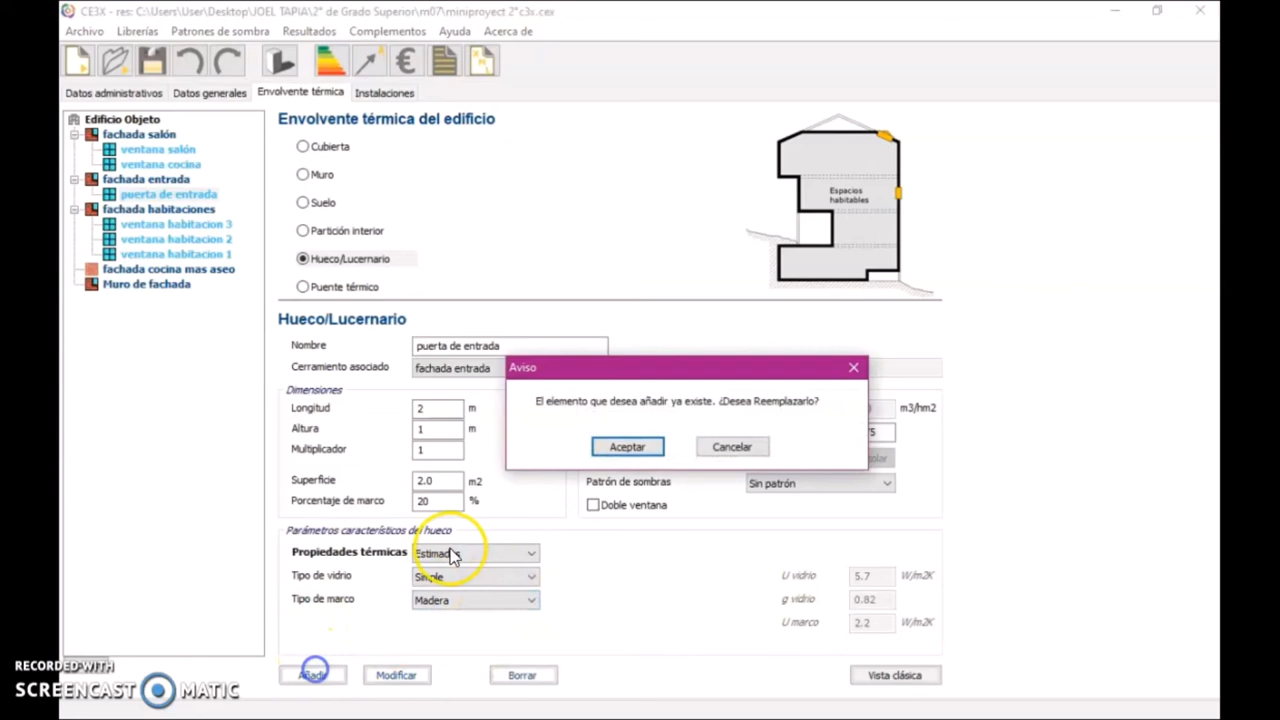 CE3X - res: C:\Users\User\Desktop\JOEL TAPIA\2° de Grado Superior\m07\miniproyect 2°c3x.cex
Archivo Librerías Patrones de sombra Resultados Complementos Ayuda Acerca de
Datos administrativos Datos generales Envolvente térmica Instalaciones
Edificio Objeto
fachada salón
ventana salón
ventana cocina
fachada entrada
puerta de entrada
fachada habitaciones
ventana habitacion 3
ventana habitacion 2
ventana habitacion 1
fachada cocina mas aseo
Muro de fachada
Envolvente térmica del edificio
Cubierta
Muro
Suelo
Partición interior
Hueco/Lucernario
Puente térmico
Espacios
habitables
Hueco/Lucernario
Nombre puerta de entrada
Cerramiento asociado fachada entrada
Dimensiones
Longitud 2 m
Altura 1 m
Multiplicador 1
Superficie 2.0 m2
Porcentaje de marco 20 %
m3/hm2
Patrón de sombras Sin patrón
Doble ventana
Aviso
El elemento que desea añadir ya existe. ¿Desea Reemplazarlo?
Aceptar Cancelar
Parámetros característicos del hueco
Propiedades térmicas Estimadas
Tipo de vidrio Simple
Tipo de marco Madera
U vidrio 5.7 W/m2K
g vidrio 0.82
U marco 2.2 W/m2K
Añadir Modificar Borrar Vista clásica
RECORDED WITH
SCREENCAST MATIC